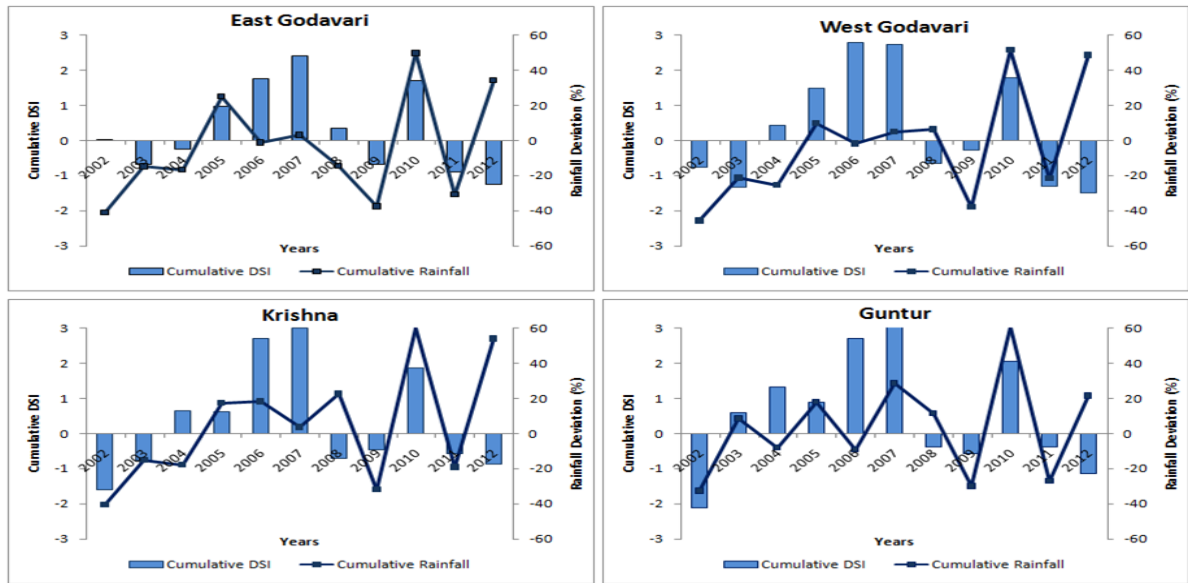 East Godavari
3
2
1
0
-1
-2
-3
Cumulative DSI
60
40
20
0
-20
-40
-60
Rainfall Deviation (%)
2002 2003 2004 2005 2006 2007 2008 2009 2010 2011 2012
Years
Cumulative DSI Cumulative Rainfall
West Godavari
3
2
1
0
-1
-2
-3
Cumulative DSI
60
40
20
0
-20
-40
-60
Rainfall Deviation (%)
2002 2003 2004 2005 2006 2007 2008 2009 2010 2011 2012
Years
Cumulative DSI Cumulative Rainfall
Krishna
3
2
1
0
-1
-2
-3
Cumulative DSI
60
40
20
0
-20
-40
-60
Rainfall Deviation (%)
2002 2003 2004 2005 2006 2007 2008 2009 2010 2011 2012
Years
Cumulative DSI Cumulative Rainfall
Guntur
3
2
1
0
-1
-2
-3
Cumulative DSI
60
40
20
0
-20
-40
-60
Rainfall Deviation (%)
2002 2003 2004 2005 2006 2007 2008 2009 2010 2011 2012
Years
Cumulative DSI Cumulative Rainfall